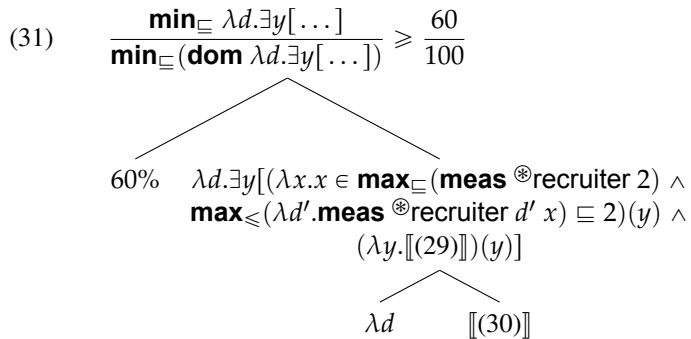 (31) min⊑ λd.∃y[...] / min⊑(dom λd.∃y[...]) ⩾ 60/100
60% λd.∃y[(λx.x ∈ max⊑(meas ⊛recruiter 2) ∧
max⩽(λd′.meas ⊛recruiter d′ x) ⊑ 2)(y) ∧
(λy.⟦(29)⟧)(y)]
λd ⟦(30)⟧